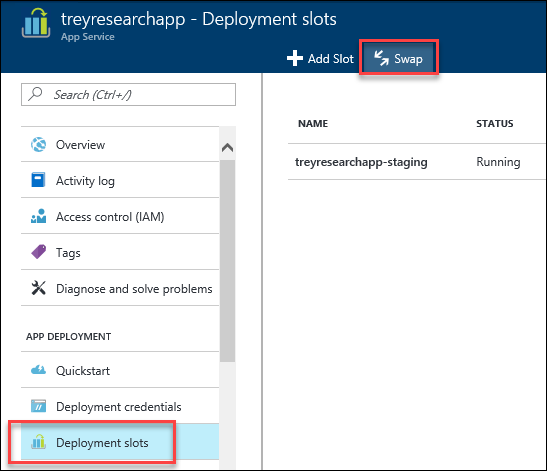 treyresearchapp - Deployment slots
App Service
Add Slot
Swap
Search (Ctrl+/)
NAME
STATUS
treyresearchapp-staging
Running
Overview
Activity log
Access control (IAM)
Tags
Diagnose and solve problems
APP DEPLOYMENT
Quickstart
Deployment credentials
Deployment slots